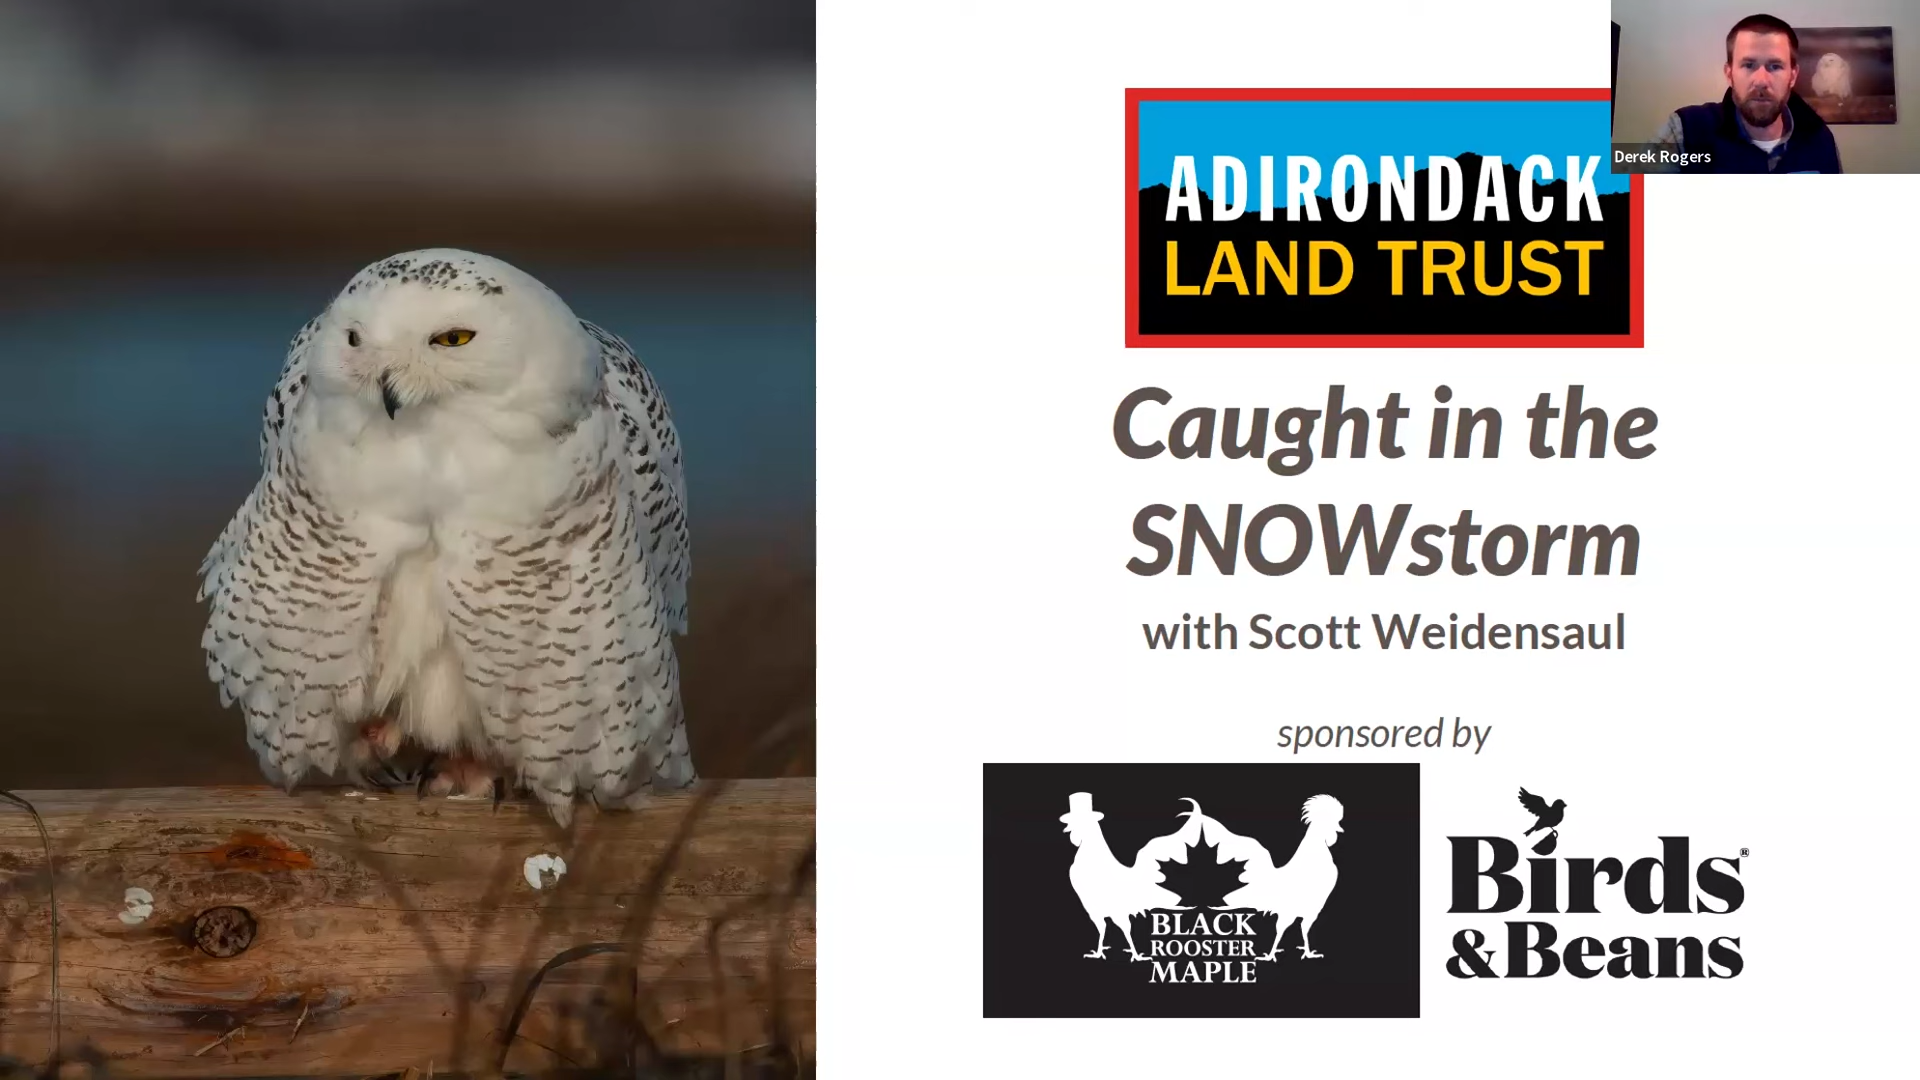 ADIRONDACK
LAND TRUST
Derek Rogers
Caught in the
SNOWstorm
with Scott Weidensaul
sponsored by
BLACK
ROOSTER
MAPLE
Birds®
&Beans